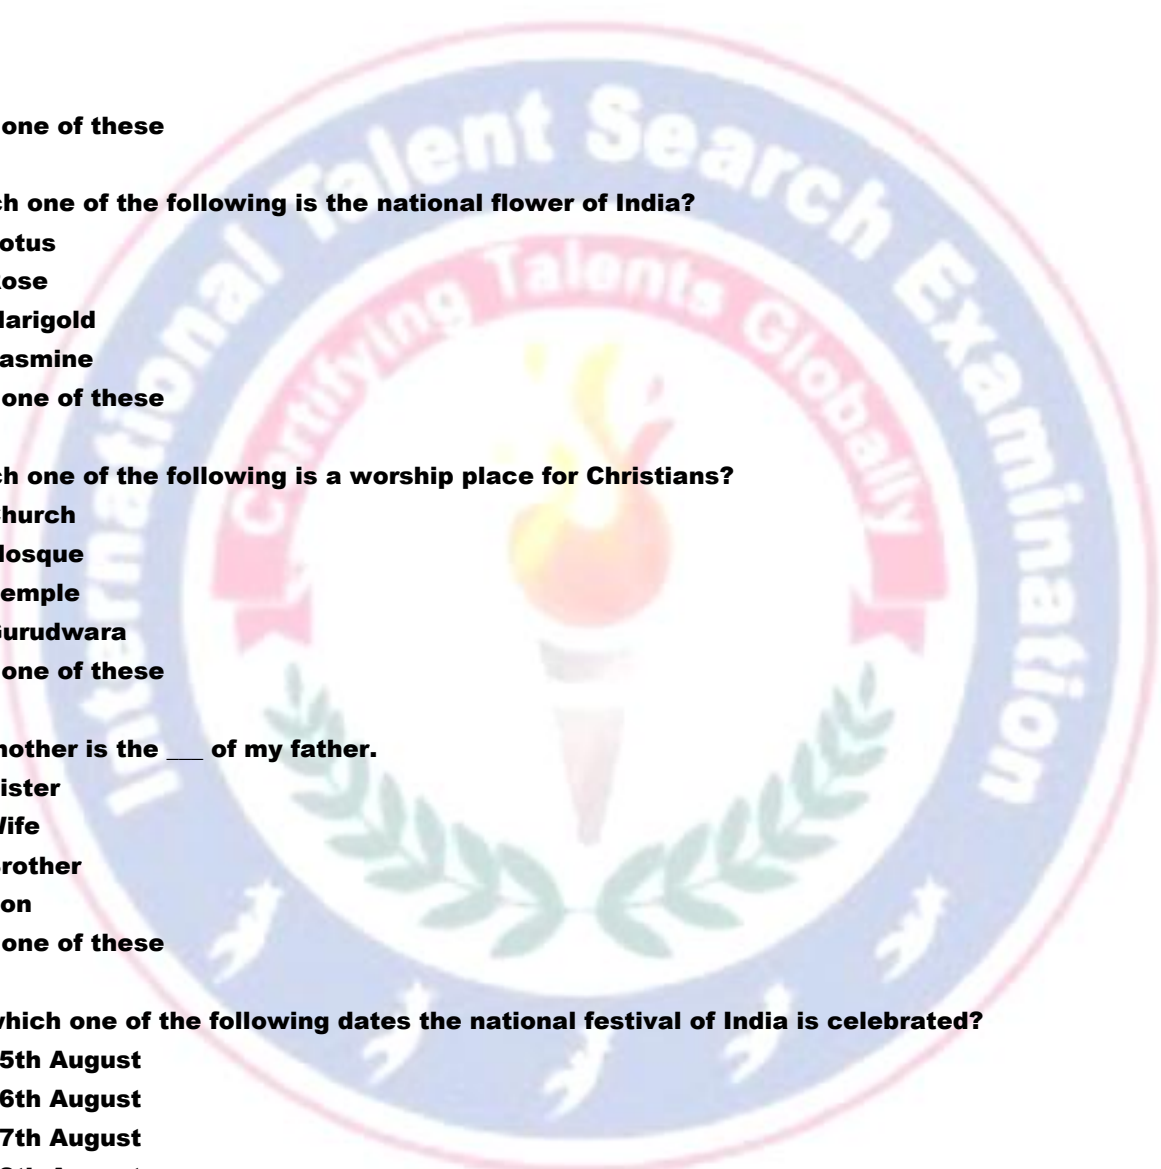 one of these
ch one of the following is the national flower of India?
otus
ose
larigold
asmine
one of these
ch one of the following is a worship place for Christians?
hurch
losque
emple
urudwara
one of these
nother is the ___ of my father.
ister
Vife
rother
on
one of these
which one of the following dates the national festival of India is celebrated?
5th August
6th August
7th August
International Talent Search Examination
Certifying Talents Globally